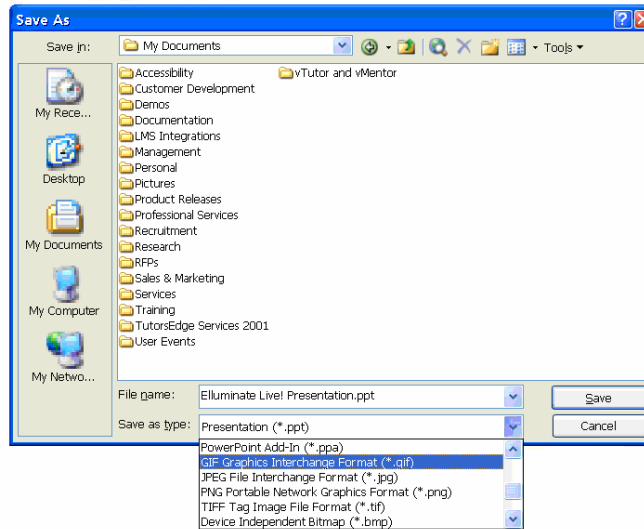 Save As
Save in:
My Documents
Tools
My Rece...
Desktop
My Documents
My Computer
My Netwo...
Accessibility
Customer Development
Demos
Documentation
LMS Integrations
Management
Personal
Pictures
Product Releases
Professional Services
Recruitment
Research
RFPs
Sales & Marketing
Services
Training
TutorsEdge Services 2001
User Events
vTutor and vMentor
File name:
Elluminate Live! Presentation.ppt
Save
Save as type:
Presentation (*.ppt)
Cancel
PowerPoint Add-In (*.ppa)
GIF Graphics Interchange Format (*.gif)
JPEG File Interchange Format (*.jpg)
PNG Portable Network Graphics Format (*.png)
TIFF Tag Image File Format (*.tif)
Device Independent Bitmap (*.bmp)